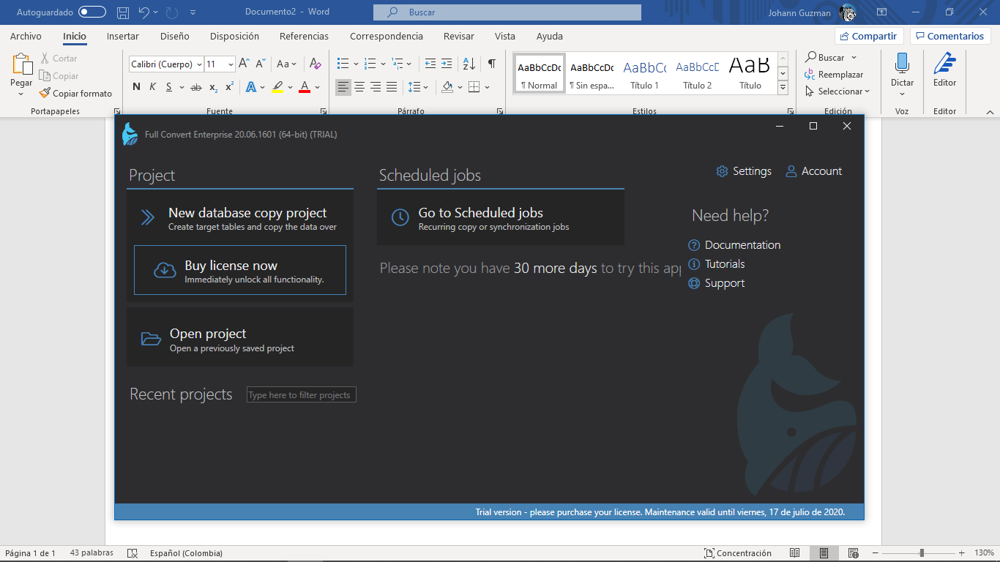 Autoguardado
Documento2 - Word
Buscar
Johann Guzman
Archivo Inicio Insertar Diseño Disposición Referencias Correspondencia Revisar Vista Ayuda
Compartir Comentarios
Pegar
Cortar
Copiar
Copiar formato
Portapapeles
Calibri (Cuerpo) 11 A A Aa A
N K S ab x₂ x² A A
Fuente
Párrafo
AaBbCcDc AaBbCcDc AaBbCc AaBbCcD AaB
¶ Normal ¶ Sin espa... Título 1 Título 2 Título
Estilos
Buscar
Reemplazar
Seleccionar
Edición
Dictar
Voz
Editor
Editor
Full Convert Enterprise 20.06.1601 (64-bit) (TRIAL)
Project
New database copy project
Create target tables and copy the data over
Buy license now
Immediately unlock all functionality.
Open project
Open a previously saved project
Recent projects
Type here to filter projects
Scheduled jobs
Go to Scheduled jobs
Recurring copy or synchronization jobs
Please note you have 30 more days to try this app
Settings Account
Need help?
Documentation
Tutorials
Support
Trial version - please purchase your license. Maintenance valid until viernes, 17 de julio de 2020.
Página 1 de 1 43 palabras Español (Colombia) Concentración 130%